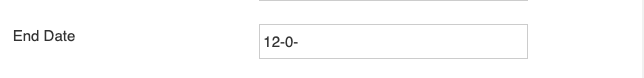 End Date 12-0-